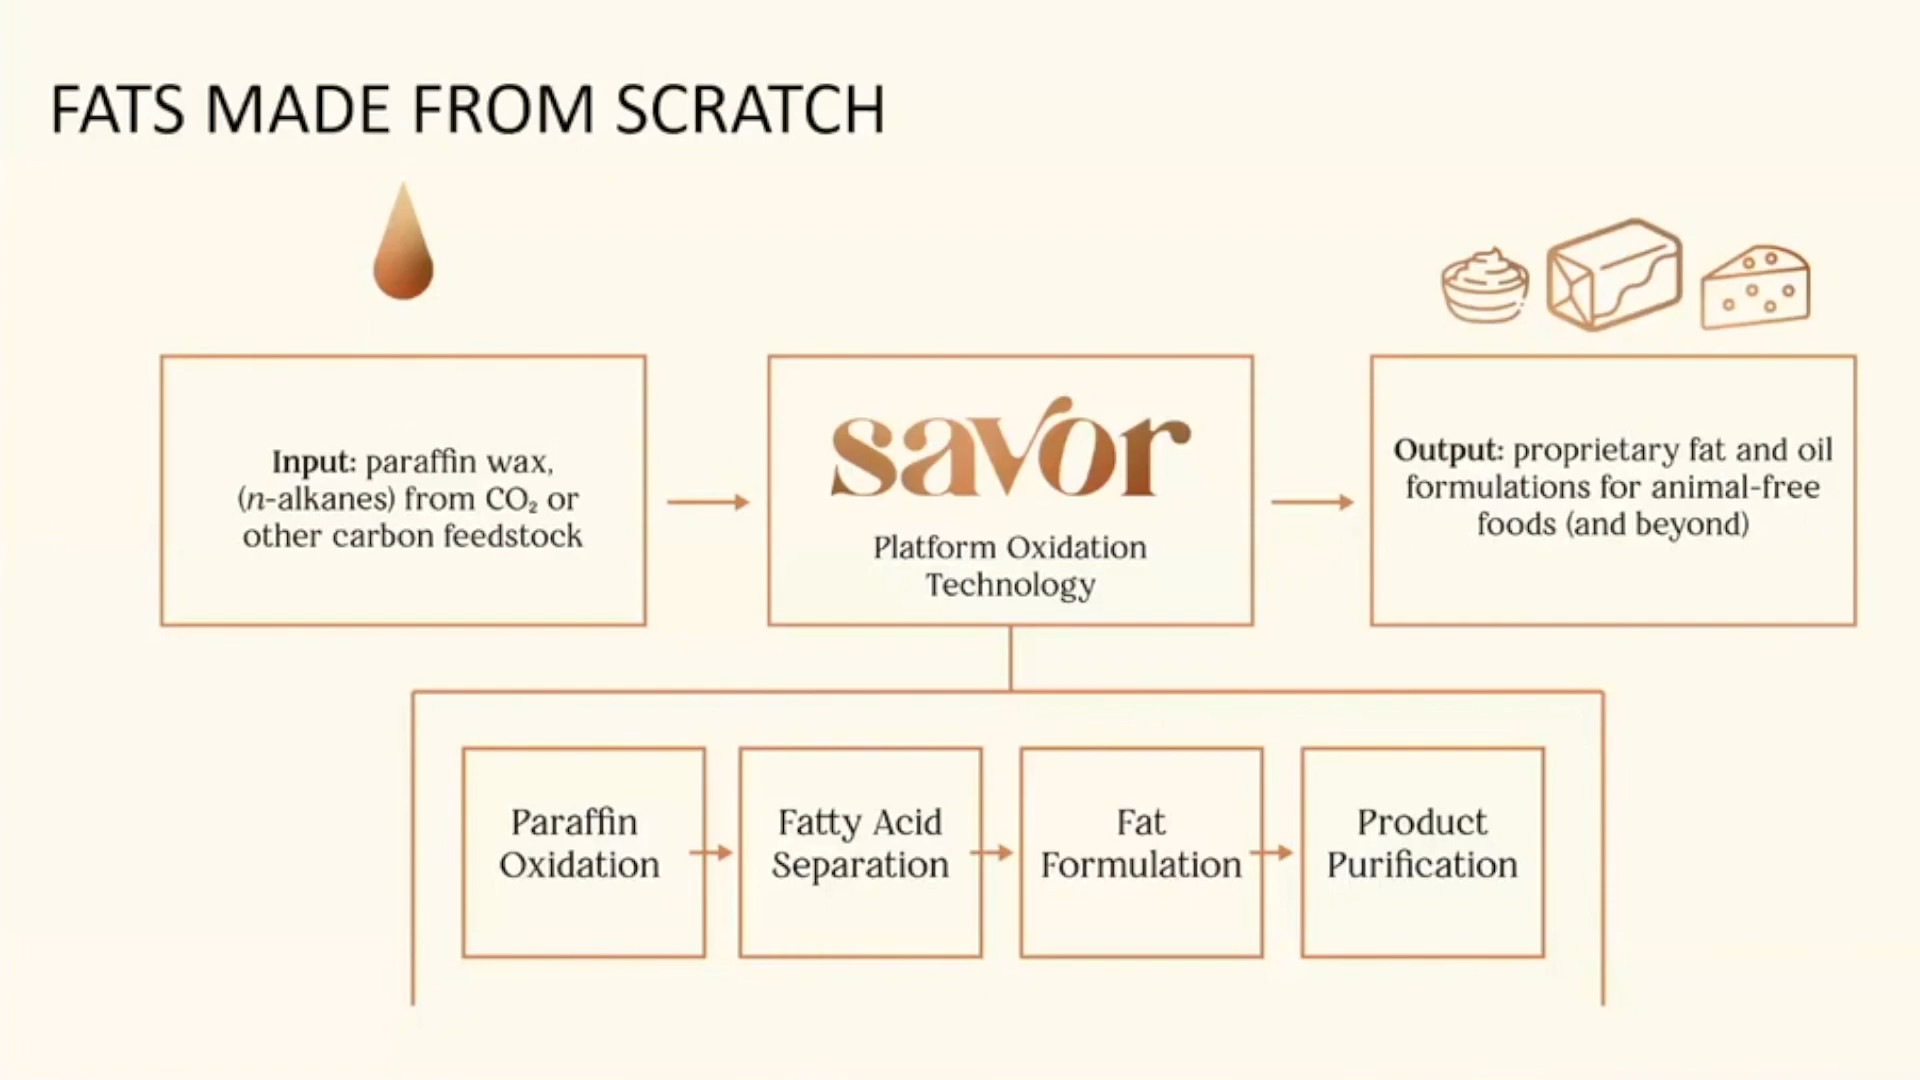 FATS MADE FROM SCRATCH
Input: paraffin wax,
(n-alkanes) from CO₂ or
other carbon feedstock
savor
Platform Oxidation
Technology
Output: proprietary fat and oil
formulations for animal-free
foods (and beyond)
Paraffin
Oxidation
Fatty Acid
Separation
Fat
Formulation
Product
Purification